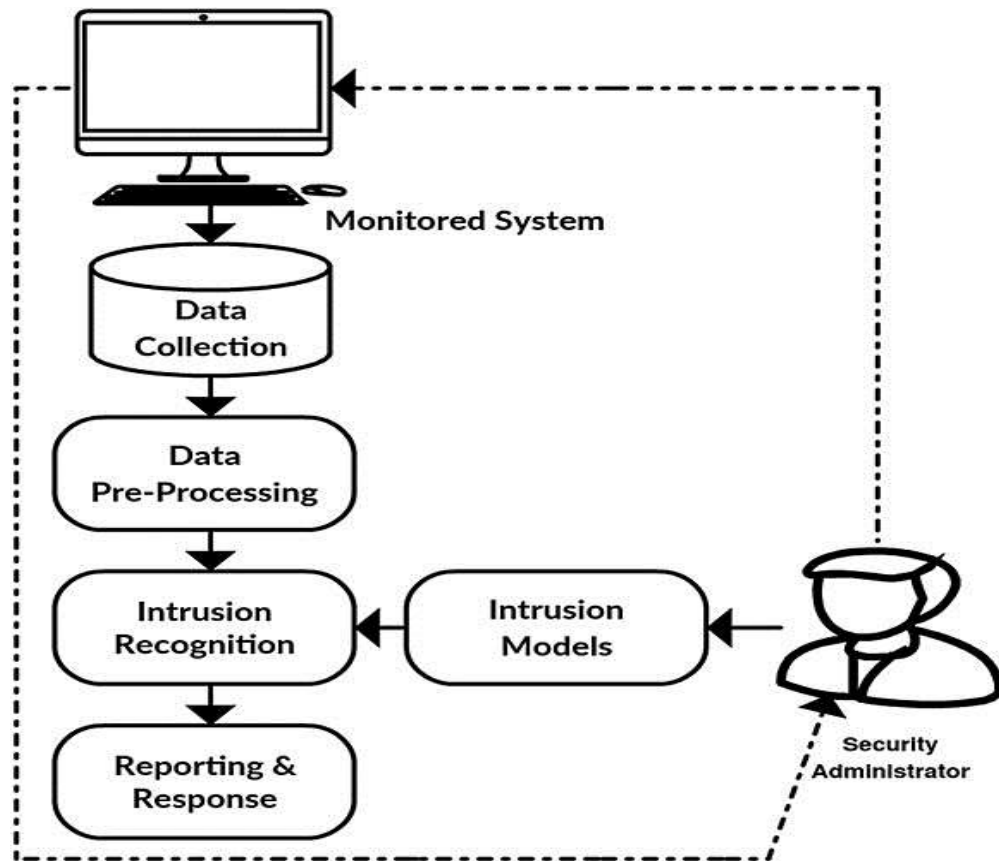 Monitored System
Data
Collection
Data
Pre-Processing
Intrusion
Recognition
Intrusion
Models
Reporting &
Response
Security
Administrator